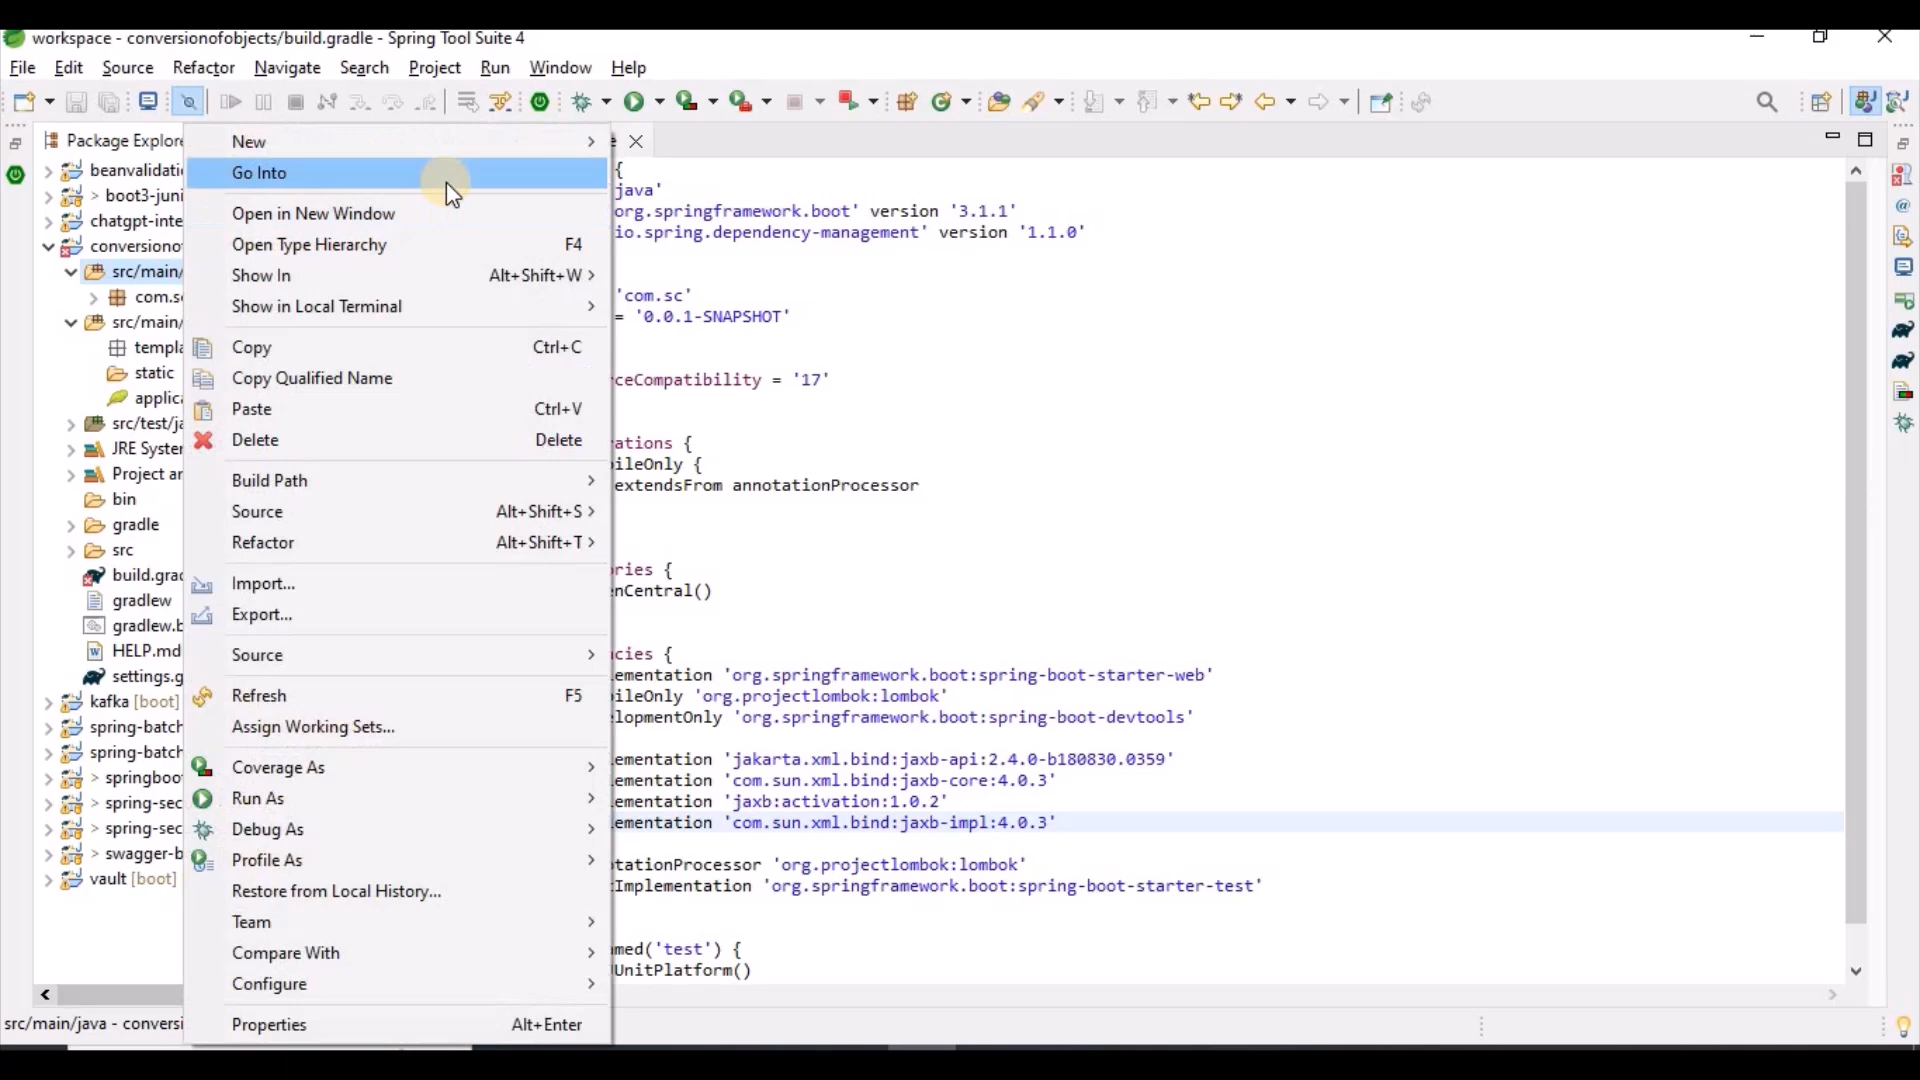 workspace - conversionofobjects/build.gradle - Spring Tool Suite 4
File Edit Source Refactor Navigate Search Project Run Window Help
Package Explore
beanvalidati
> boot3-juni
chatgpt-inte
conversiono
src/main/
com.s
src/main/
templa
static
applic
src/test/ja
JRE Syster
Project an
bin
gradle
src
build.grad
gradlew
gradlew.b
HELP.md
settings.g
kafka [boot]
spring-batch
spring-batch
> springboo
> spring-sec
> spring-sec
> swagger-b
vault [boot]
New
Go Into
Open in New Window
Open Type Hierarchy F4
Show In Alt+Shift+W
Show in Local Terminal
Copy Ctrl+C
Copy Qualified Name
Paste Ctrl+V
Delete Delete
Build Path
Source Alt+Shift+S
Refactor Alt+Shift+T
Import...
Export...
Source
Refresh F5
Assign Working Sets...
Coverage As
Run As
Debug As
Profile As
Restore from Local History...
Team
Compare With
Configure
Properties Alt+Enter
{
java'
org.springframework.boot' version '3.1.1'
io.spring.dependency-management' version '1.1.0'
'com.sc'
= '0.0.1-SNAPSHOT'
rceCompatibility = '17'
ations {
ileOnly {
extendsFrom annotationProcessor
ries {
nCentral()
cies {
ementation 'org.springframework.boot:spring-boot-starter-web'
ileOnly 'org.projectlombok:lombok'
lopmentOnly 'org.springframework.boot:spring-boot-devtools'
ementation 'jakarta.xml.bind:jaxb-api:2.4.0-b180830.0359'
ementation 'com.sun.xml.bind:jaxb-core:4.0.3'
ementation 'jaxb:activation:1.0.2'
ementation 'com.sun.xml.bind:jaxb-impl:4.0.3'
tationProcessor 'org.projectlombok:lombok'
tImplementation 'org.springframework.boot:spring-boot-starter-test'
med('test') {
UnitPlatform()
src/main/java - conversi